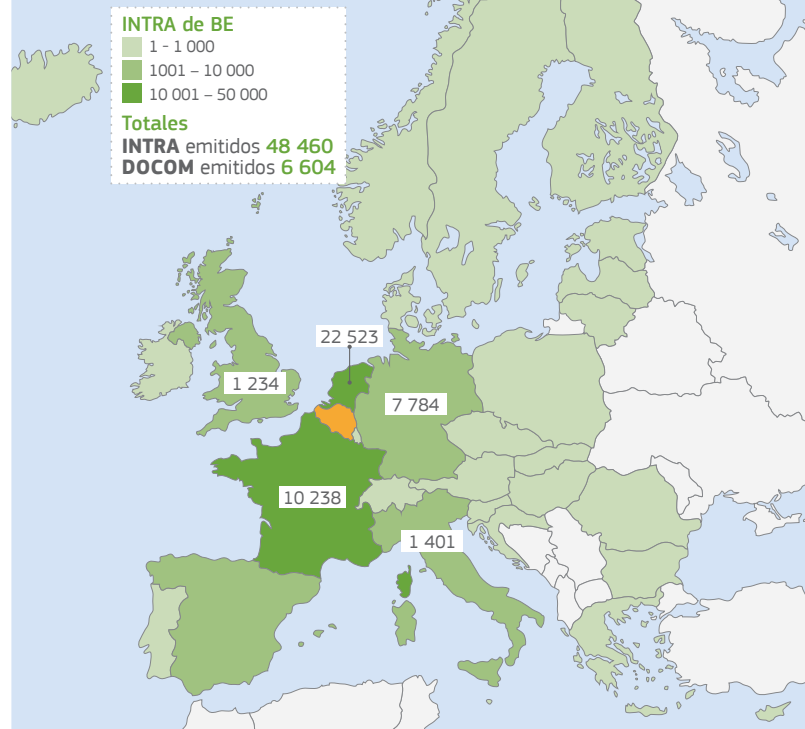 INTRA de BE
1 - 1 000
1001 – 10 000
10 001 – 50 000
Totales
INTRA emitidos 48 460
DOCOM emitidos 6 604
22 523
1 234
7 784
10 238
1 401